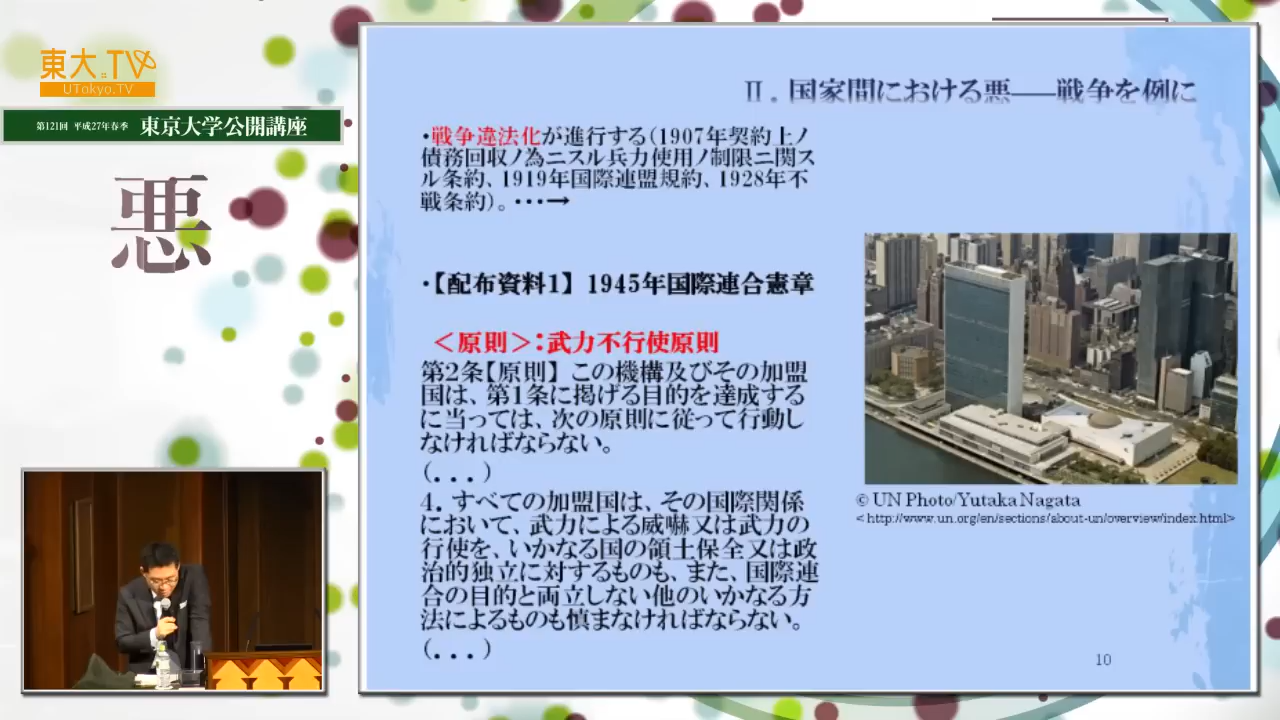 東大.TV
UTokyo.TV
第121回 平成27年春季 東京大学公開講座
悪
Ⅱ．国家間における悪――戦争を例に
・戦争違法化が進行する（1907年契約上ノ
債務回収ノ為ニスル兵力使用ノ制限ニ関ス
ル条約、1919年国際連盟規約、1928年不
戦条約）。・・・→
・【配布資料1】 1945年国際連合憲章
＜原則＞：武力不行使原則
第2条【原則】 この機構及びその加盟
国は、第1条に掲げる目的を達成する
に当っては、次の原則に従って行動し
なければならない。
（．．．）
4．すべての加盟国は、その国際関係
において、武力による威嚇又は武力の
行使を、いかなる国の領土保全又は政
治的独立に対するものも、また、国際連
合の目的と両立しない他のいかなる方
法によるものも慎まなければならない。
（．．．）
© UN Photo/Yutaka Nagata
<http://www.un.org/en/sections/about-un/overview/index.html>
10